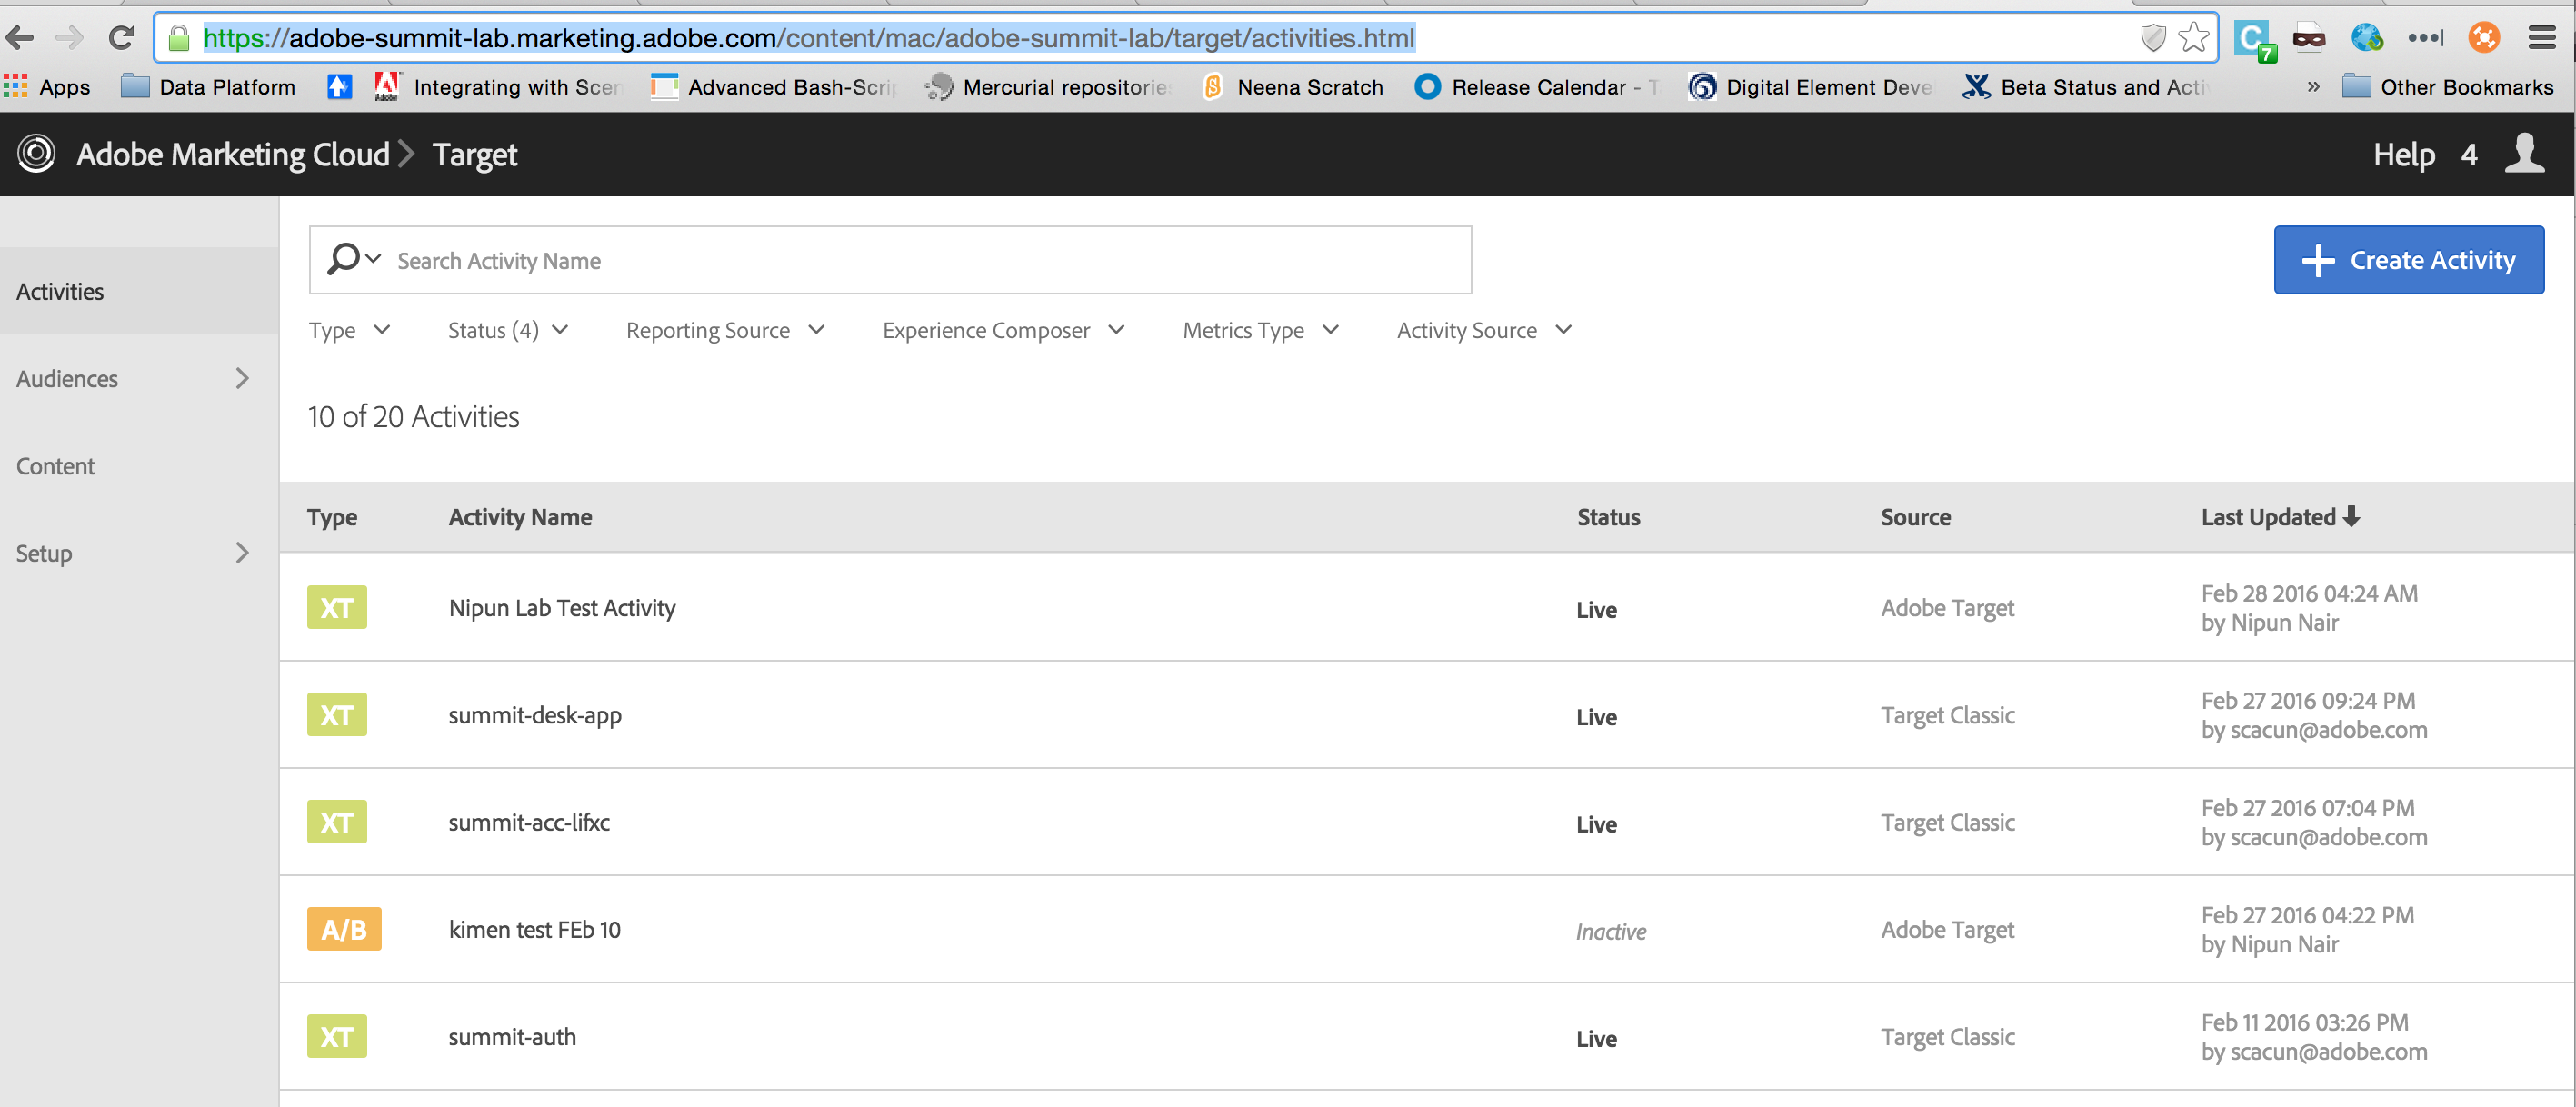 https://adobe-summit-lab.marketing.adobe.com/content/mac/adobe-summit-lab/target/activities.html
C 7
Apps Data Platform Integrating with Scen Advanced Bash-Scrip Mercurial repositories Neena Scratch Release Calendar - T Digital Element Deve Beta Status and Activ » Other Bookmarks
Adobe Marketing Cloud Target Help 4
Search Activity Name
Create Activity
Activities
Type Status (4) Reporting Source Experience Composer Metrics Type Activity Source
Audiences
10 of 20 Activities
Content
Type Activity Name Status Source Last Updated
Setup
XT Nipun Lab Test Activity Live Adobe Target Feb 28 2016 04:24 AM
by Nipun Nair
XT summit-desk-app Live Target Classic Feb 27 2016 09:24 PM
by scacun@adobe.com
XT summit-acc-lifxc Live Target Classic Feb 27 2016 07:04 PM
by scacun@adobe.com
A/B kimen test FEb 10 Inactive Adobe Target Feb 27 2016 04:22 PM
by Nipun Nair
XT summit-auth Live Target Classic Feb 11 2016 03:26 PM
by scacun@adobe.com